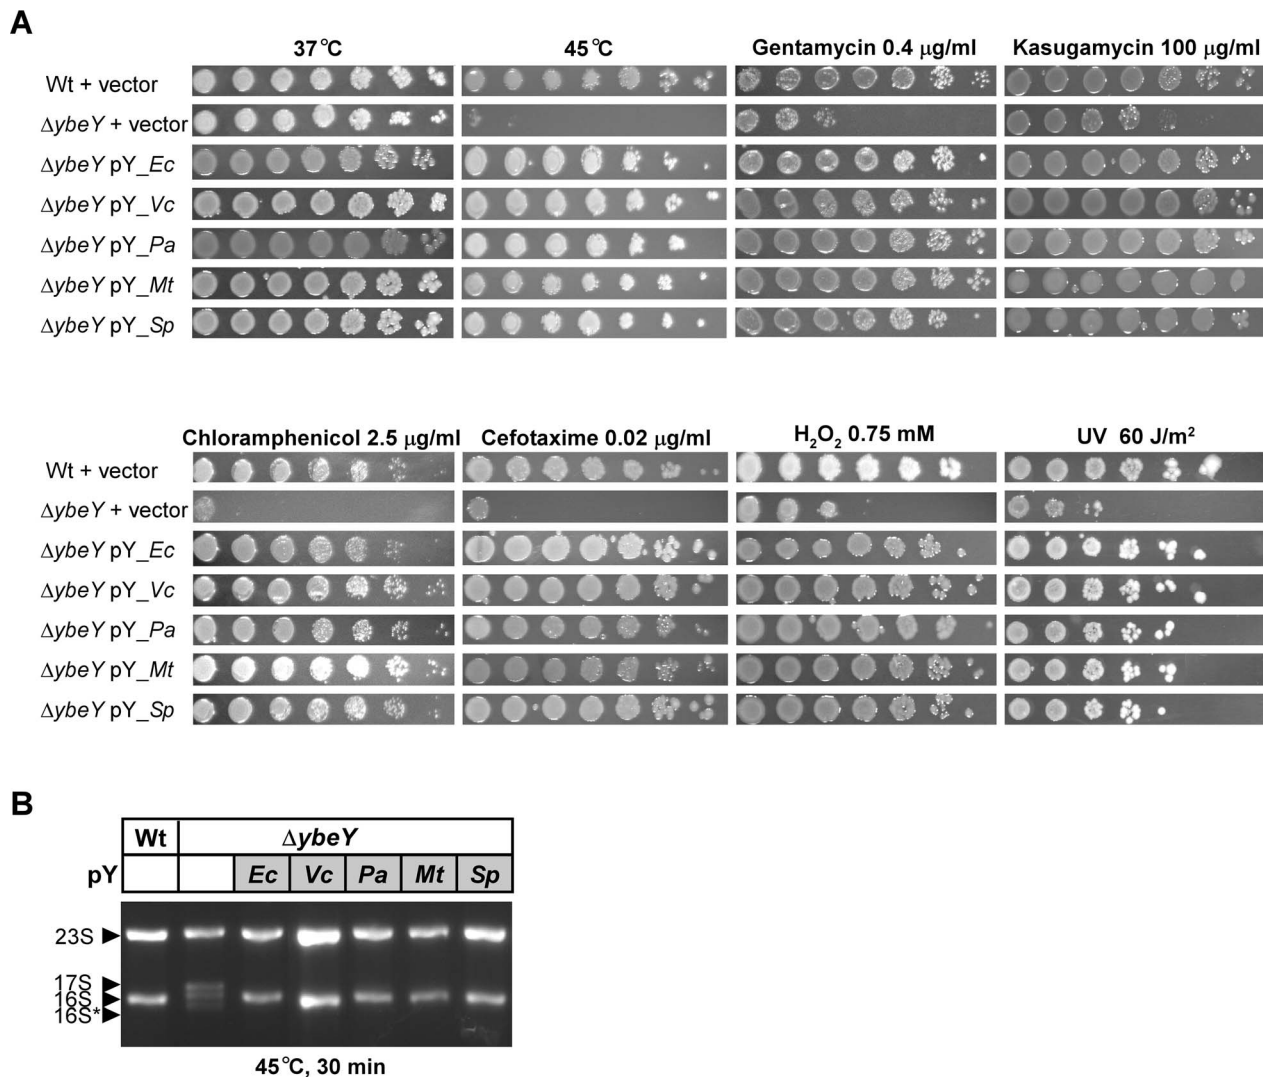 A
37°C 45°C Gentamycin 0.4 μg/ml Kasugamycin 100 μg/ml
Wt + vector
ΔybeY + vector
ΔybeY pY_Ec
ΔybeY pY_Vc
ΔybeY pY_Pa
ΔybeY pY_Mt
ΔybeY pY_Sp
Chloramphenicol 2.5 μg/ml Cefotaxime 0.02 μg/ml H₂O₂ 0.75 mM UV 60 J/m²
Wt + vector
ΔybeY + vector
ΔybeY pY_Ec
ΔybeY pY_Vc
ΔybeY pY_Pa
ΔybeY pY_Mt
ΔybeY pY_Sp
B
Wt ΔybeY
pY Ec Vc Pa Mt Sp
23S
17S
16S
16S*
45°C, 30 min